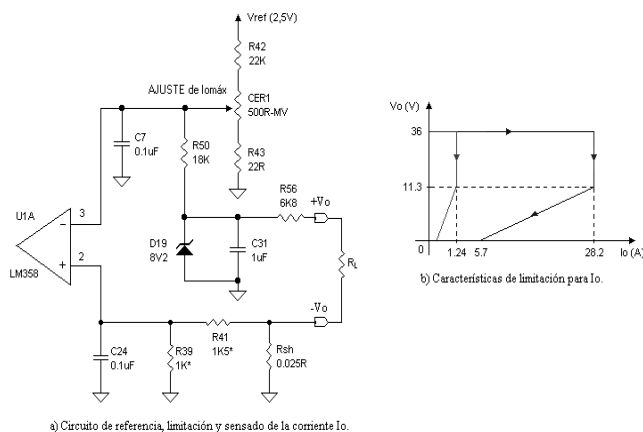 Vref (2,5V)
R42
22K
AJUSTE de Iomáx
CER1
500R-MV
C7
0.1uF
R50
18K
R43
22R
R56
6K8
+Vo
U1A
3
2
LM358
D19
8V2
C31
1uF
RL
-Vo
R41
1K5*
C24
0.1uF
R39
1K*
Rsh
0.025R
a) Circuito de referencia, limitación y sensado de la corriente Io.
Vo (V)
36
11.3
0
1.24
5.7
28.2
Io (A)
b) Características de limitación para Io.